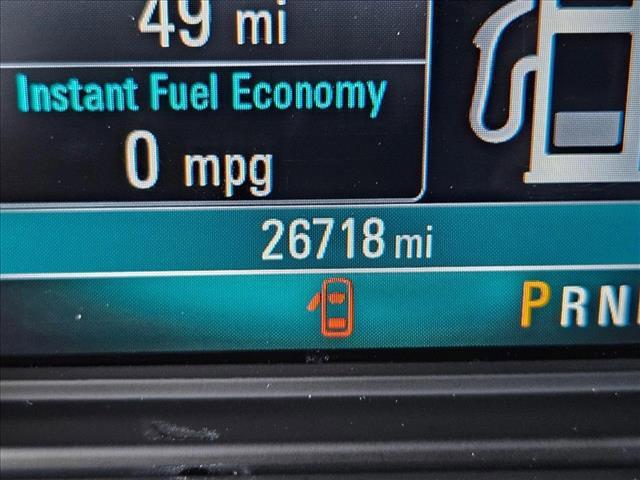 49 mi
Instant Fuel Economy
0 mpg
26718 mi
PRN